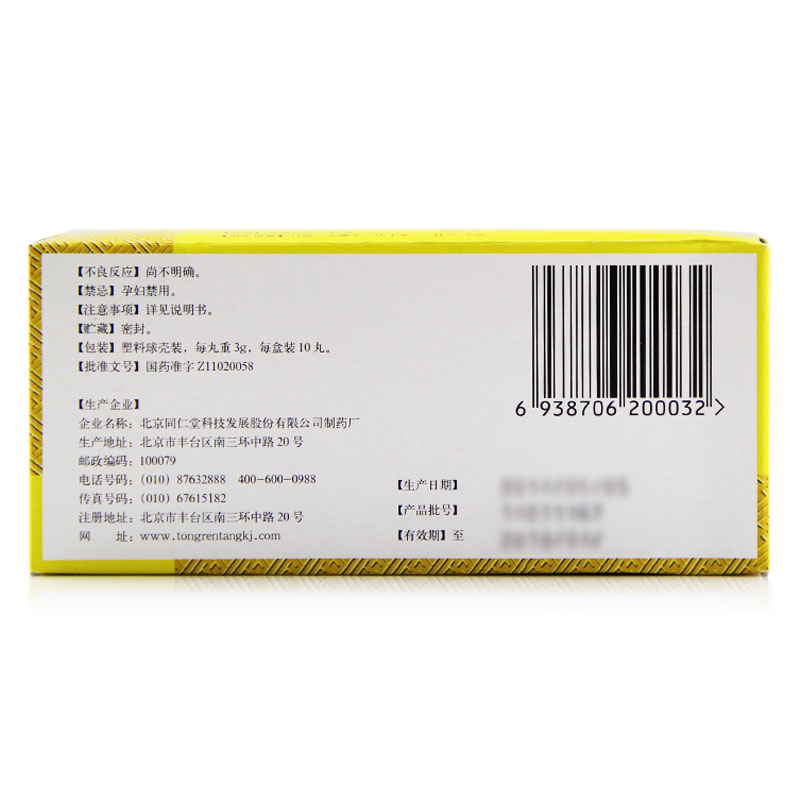 【不良反应】尚不明确。
【禁忌】孕妇禁用。
【注意事项】详见说明书。
【贮藏】密封。
【包装】塑料球壳装，每丸重3g，每盒装10丸。
【批准文号】国药准字Z11020058
【生产企业】
企业名称：北京同仁堂科技发展股份有限公司制药厂
生产地址：北京市丰台区南三环中路20号
邮政编码：100079
电话号码：(010) 87632888 400-600-0988
传真号码：(010) 67615182
注册地址：北京市丰台区南三环中路20号
网 址：www.tongrentangkj.com
6 938706 200032
【生产日期】
【产品批号】
【有效期】至